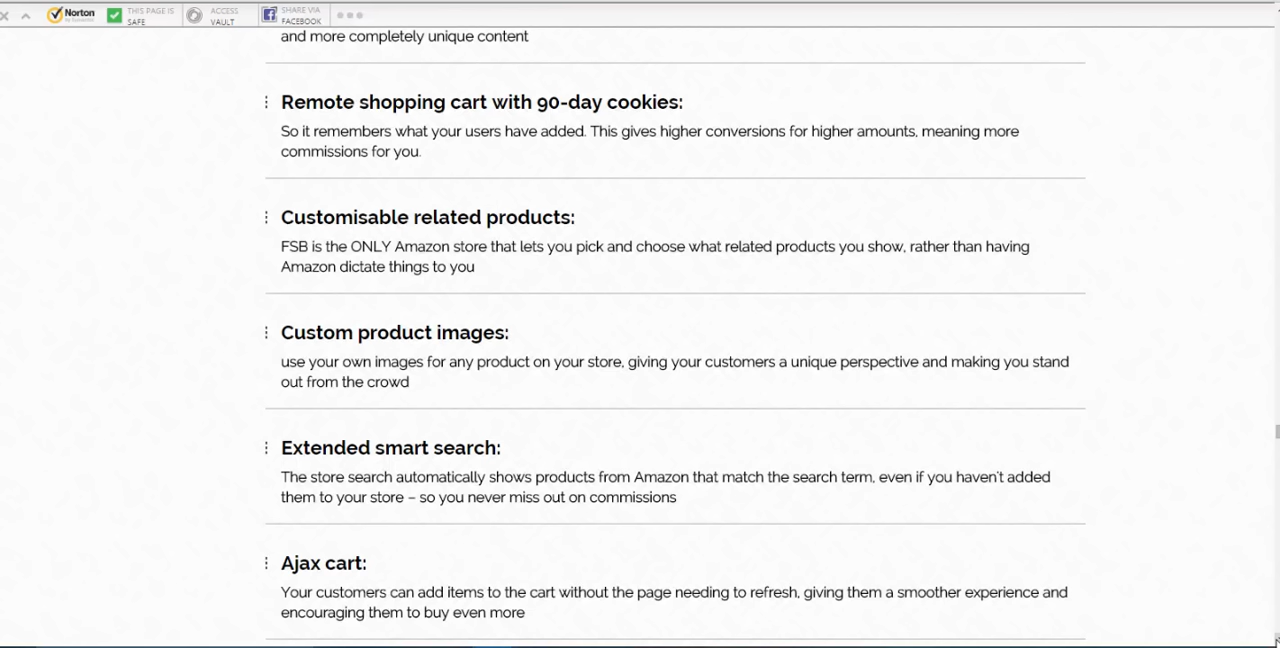 Norton
by Symantec
THIS PAGE IS
SAFE
ACCESS
VAULT
SHARE VIA
FACEBOOK
and more completely unique content
Remote shopping cart with 90-day cookies:
So it remembers what your users have added. This gives higher conversions for higher amounts, meaning more
commissions for you.
Customisable related products:
FSB is the ONLY Amazon store that lets you pick and choose what related products you show, rather than having
Amazon dictate things to you
Custom product images:
use your own images for any product on your store, giving your customers a unique perspective and making you stand
out from the crowd
Extended smart search:
The store search automatically shows products from Amazon that match the search term, even if you haven't added
them to your store – so you never miss out on commissions
Ajax cart:
Your customers can add items to the cart without the page needing to refresh, giving them a smoother experience and
encouraging them to buy even more